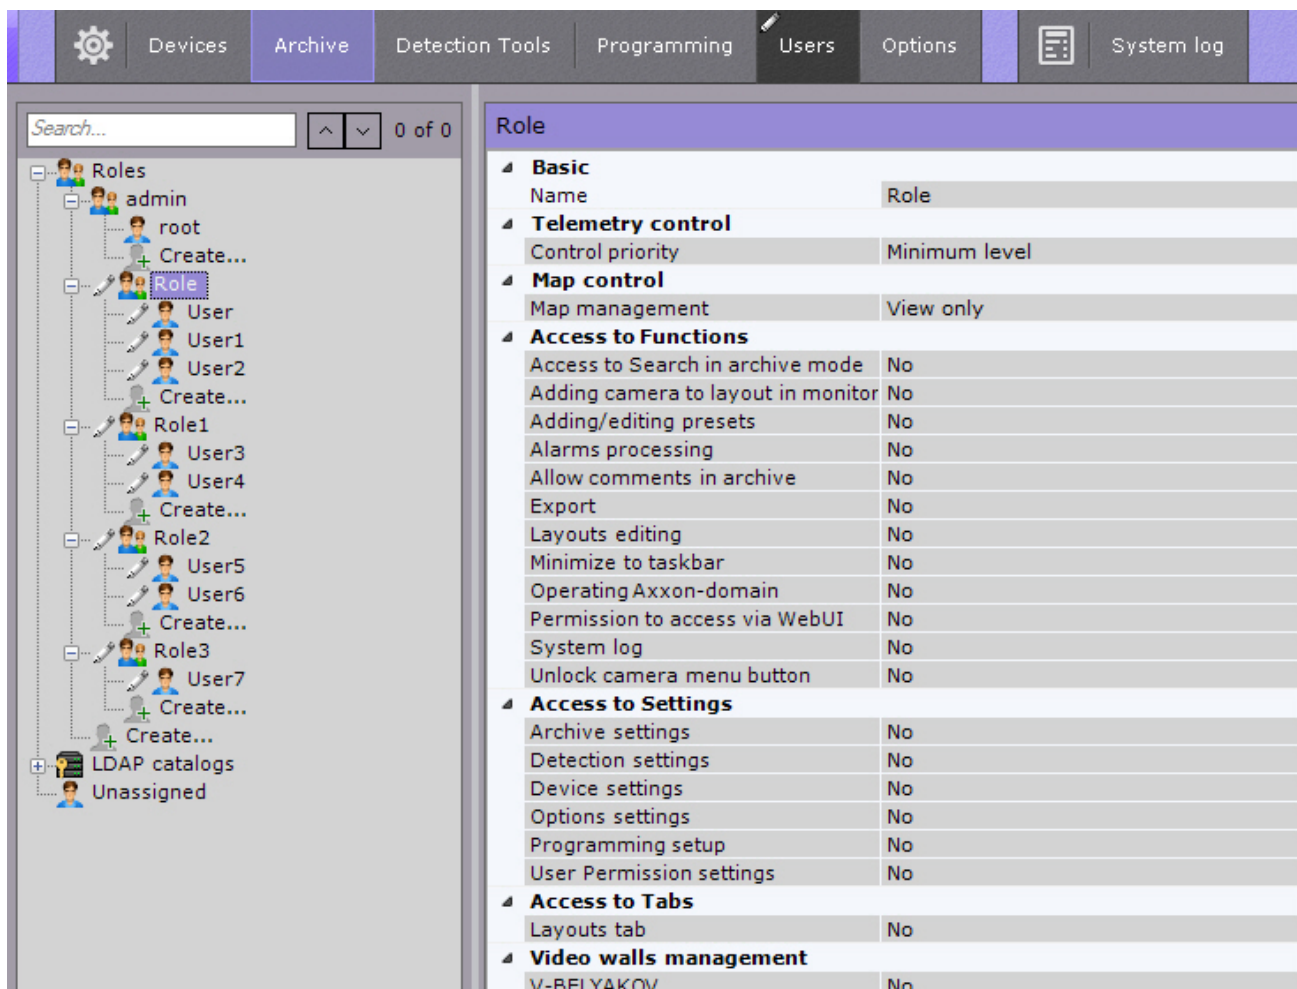 Devices Archive Detection Tools Programming Users Options System log
Search... 0 of 0
Roles
admin
root
Create...
Role
User
User1
User2
Create...
Role1
User3
User4
Create...
Role2
User5
User6
Create...
Role3
User7
Create...
Create...
LDAP catalogs
Unassigned
Role
Basic
Name Role
Telemetry control
Control priority Minimum level
Map control
Map management View only
Access to Functions
Access to Search in archive mode No
Adding camera to layout in monitor No
Adding/editing presets No
Alarms processing No
Allow comments in archive No
Export No
Layouts editing No
Minimize to taskbar No
Operating Axxon-domain No
Permission to access via WebUI No
System log No
Unlock camera menu button No
Access to Settings
Archive settings No
Detection settings No
Device settings No
Options settings No
Programming setup No
User Permission settings No
Access to Tabs
Layouts tab No
Video walls management
V-BELYAKOV No